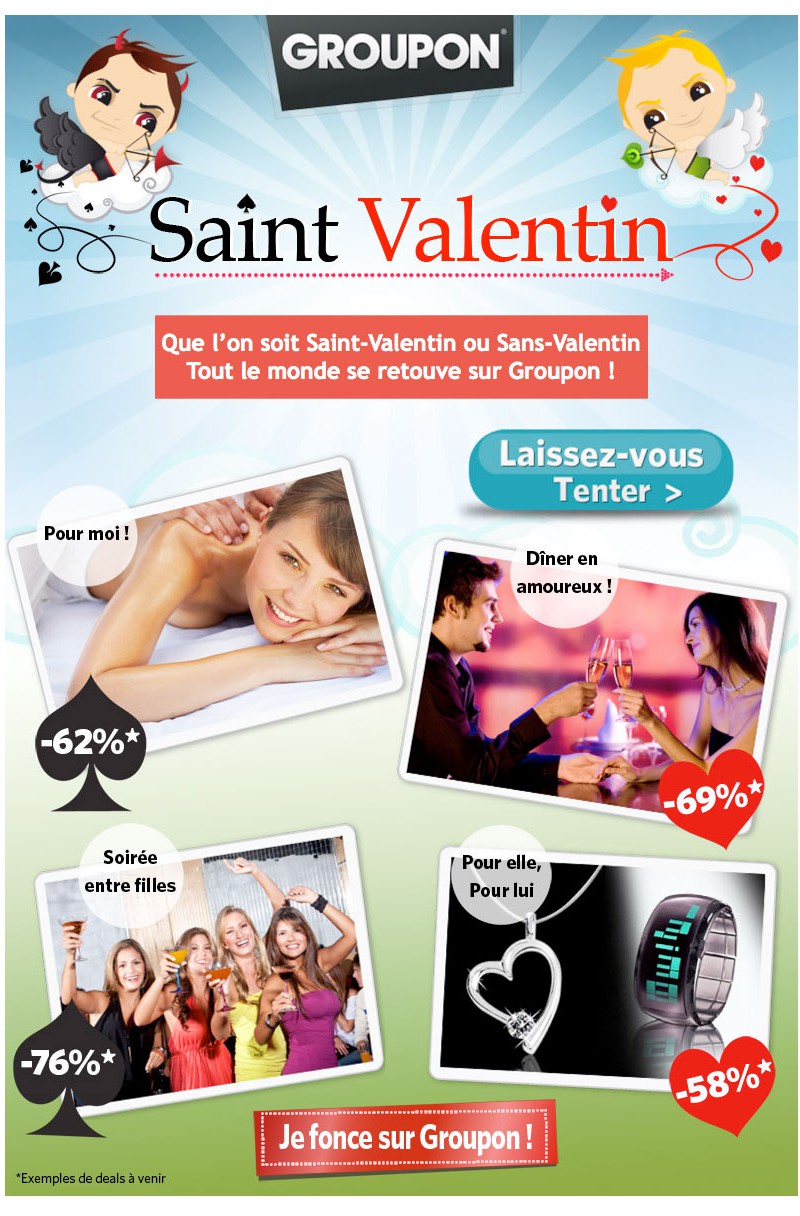 GROUPON®
Saint Valentin
Que l'on soit Saint-Valentin ou Sans-Valentin
Tout le monde se retouve sur Groupon !
Laissez-vous
Tenter >
Pour moi !
-62%*
Dîner en
amoureux !
-69%*
Soirée
entre filles
-76%*
Pour elle,
Pour lui
-58%*
Je fonce sur Groupon !
*Exemples de deals à venir